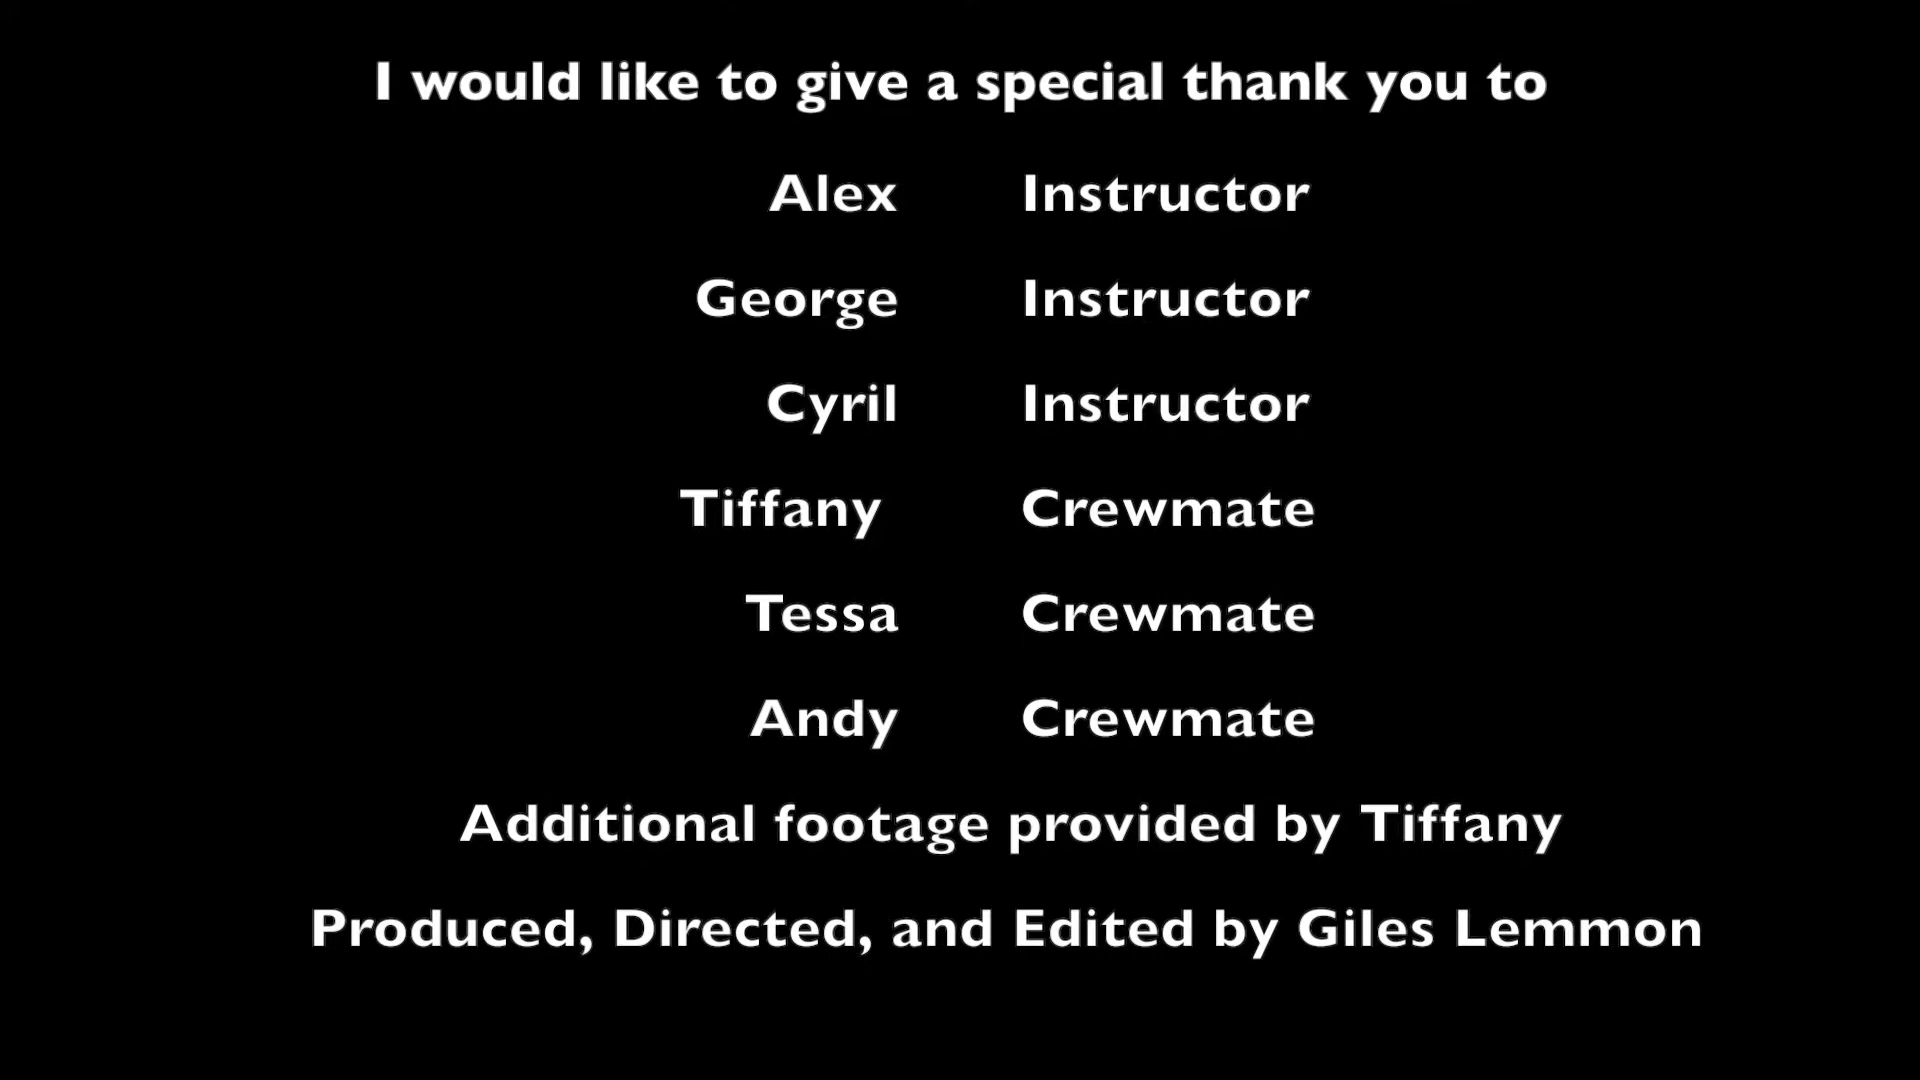 I would like to give a special thank you to
Alex Instructor
George Instructor
Cyril Instructor
Tiffany Crewmate
Tessa Crewmate
Andy Crewmate
Additional footage provided by Tiffany
Produced, Directed, and Edited by Giles Lemmon